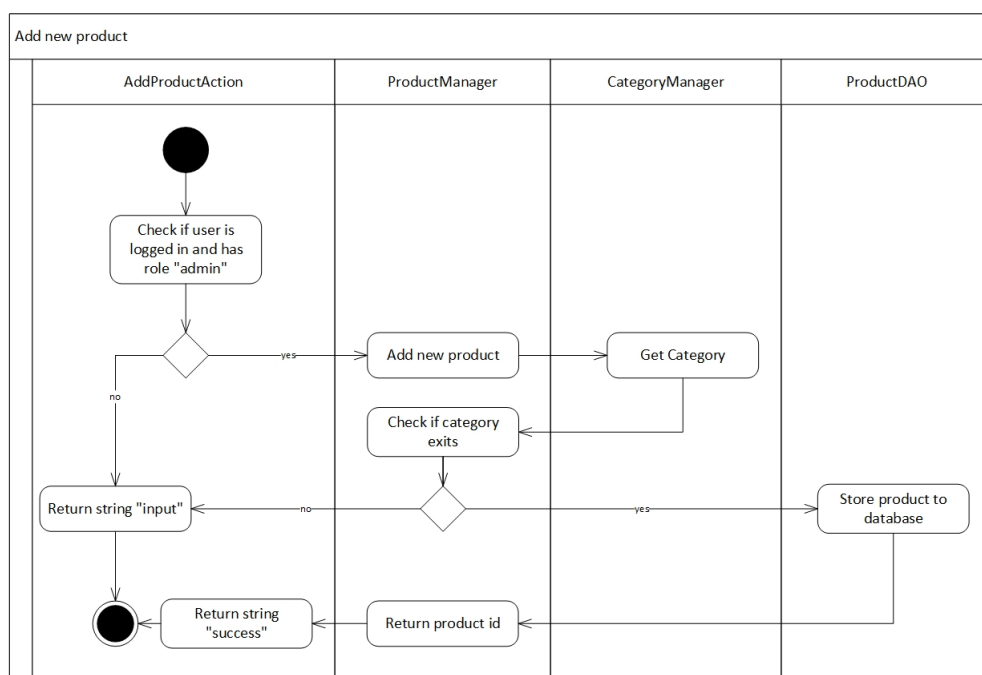 Add new product
AddProductAction
ProductManager
CategoryManager
ProductDAO
Check if user is
logged in and has
role "admin"
yes
Add new product
Get Category
no
Check if category
exits
Return string "input"
no
yes
Store product to
database
Return string
"success"
Return product id